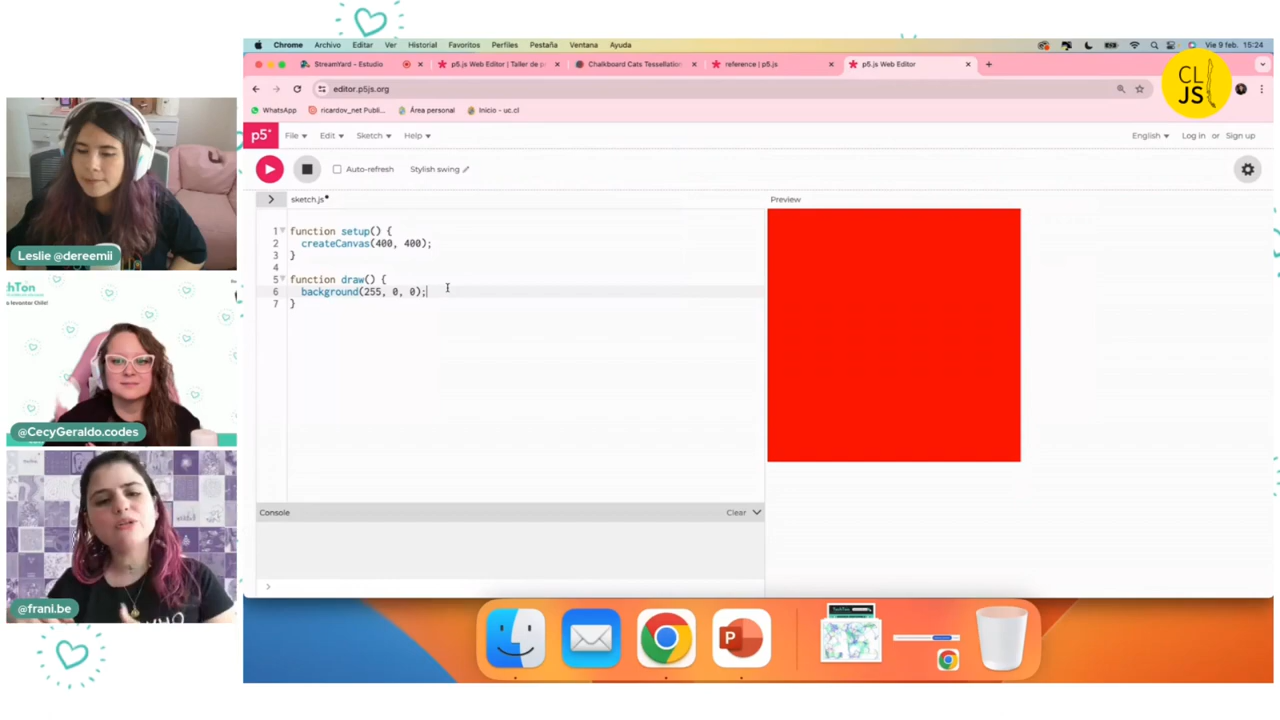 Chrome Archivo Editar Ver Historial Favoritos Perfiles Pestaña Ventana Ayuda
Vie 9 feb. 15:24
StreamYard - Estudio
p5.js Web Editor | Taller de p
Chalkboard Cats Tessellation
reference | p5.js
p5.js Web Editor
editor.p5js.org
WhatsApp
ricardov_net Publi...
Área personal
Inicio - uc.cl
CL
JS
p5*
File Edit Sketch Help
English Log in or Sign up
Auto-refresh
Stylish swing
sketch.js
Preview
1 function setup() {
2 createCanvas(400, 400);
3 }
4
5 function draw() {
6 background(255, 0, 0);
7 }
Console
Clear
>
Leslie @dereemii
@CecyGeraldo.codes
@frani.be
P